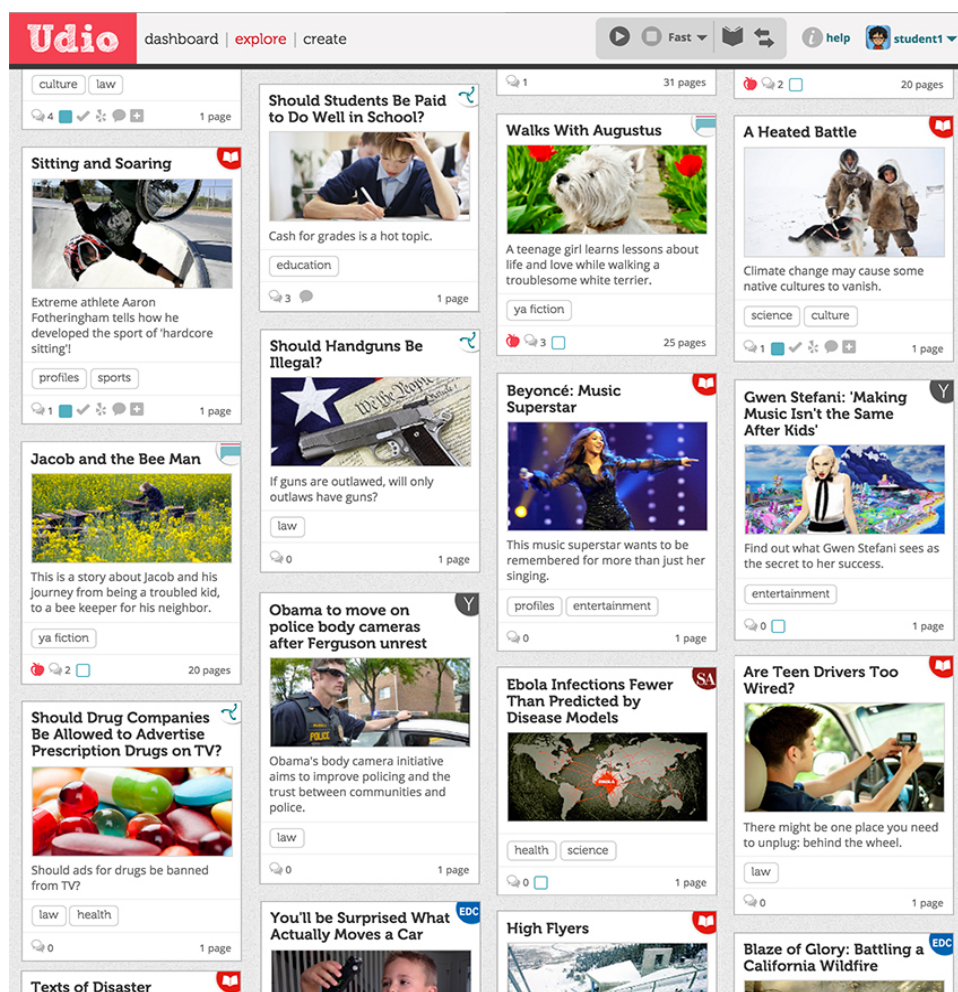 Udio
dashboard | explore | create
Fast
help
student1
culture
law
4
1 page
Sitting and Soaring
Extreme athlete Aaron
Fotheringham tells how he
developed the sport of 'hardcore
sitting'!
profiles
sports
1
1 page
Jacob and the Bee Man
This is a story about Jacob and his
journey from being a troubled kid,
to a bee keeper for his neighbor.
ya fiction
2
20 pages
Should Drug Companies
Be Allowed to Advertise
Prescription Drugs on TV?
Should ads for drugs be banned
from TV?
law
health
0
1 page
Texts of Disaster
Should Students Be Paid
to Do Well in School?
Cash for grades is a hot topic.
education
3
1 page
Should Handguns Be
Illegal?
We the People
If guns are outlawed, will only
outlaws have guns?
law
0
1 page
Obama to move on
police body cameras
after Ferguson unrest
Y
POLICE
Obama's body camera initiative
aims to improve policing and the
trust between communities and
police.
law
0
1 page
You'll be Surprised What
Actually Moves a Car
EDC
1
31 pages
Walks With Augustus
A teenage girl learns lessons about
life and love while walking a
troublesome white terrier.
ya fiction
3
25 pages
Beyoncé: Music
Superstar
This music superstar wants to be
remembered for more than just her
singing.
profiles
entertainment
0
1 page
Ebola Infections Fewer
Than Predicted by
Disease Models
SA
EBOLA
health
science
0
1 page
High Flyers
2
20 pages
A Heated Battle
Climate change may cause some
native cultures to vanish.
science
culture
1
1 page
Gwen Stefani: 'Making
Music Isn't the Same
After Kids'
Y
Find out what Gwen Stefani sees as
the secret to her success.
entertainment
0
1 page
Are Teen Drivers Too
Wired?
There might be one place you need
to unplug: behind the wheel.
law
0
1 page
Blaze of Glory: Battling a
California Wildfire
EDC